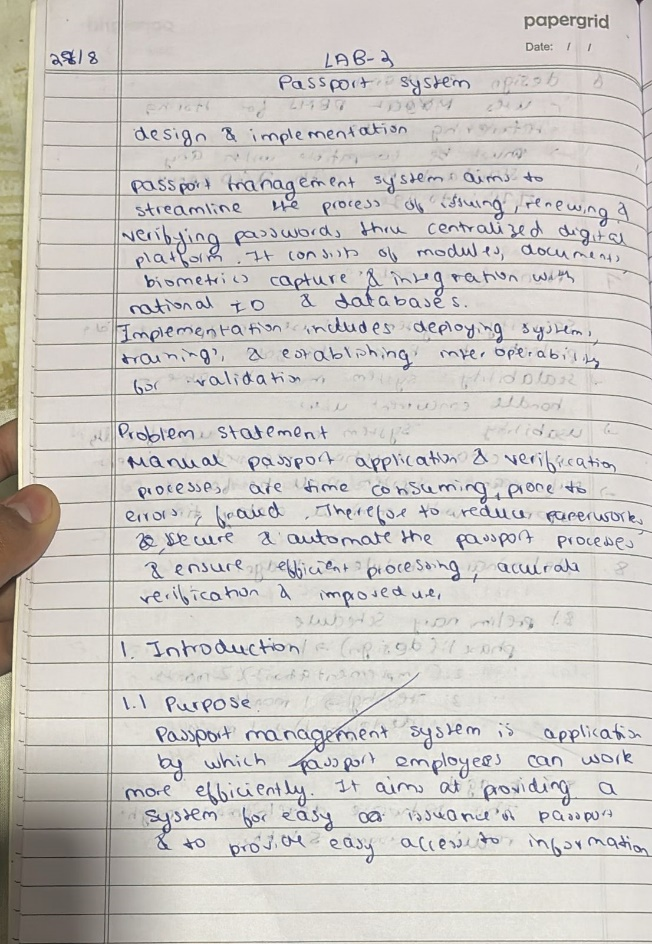 papergrid
Date: / /
28/8
LAB-2
Passport system
design & implementation
passport management system aims to
streamline the process of issuing, renewing &
verifying passwords thru centralized digital
platform. It consists of modules, documents
biometrics capture & integration with
national ID & databases.
Implementation includes deploying system,
training, & establishing interoperability
for validation
Problem statement
Manual passport application & verification
processes are time consuming, prone to
errors, fraud. Therefore to reduce paperworks
& secure & automate the passport processes
& ensure efficient processing, accurate
verification & improved ue,
1. Introduction
1.1 Purpose
Passport management system is application
by which passport employees can work
more efficiently. It aims at providing a
system for easy issuance of passport
& to provide easy access to information